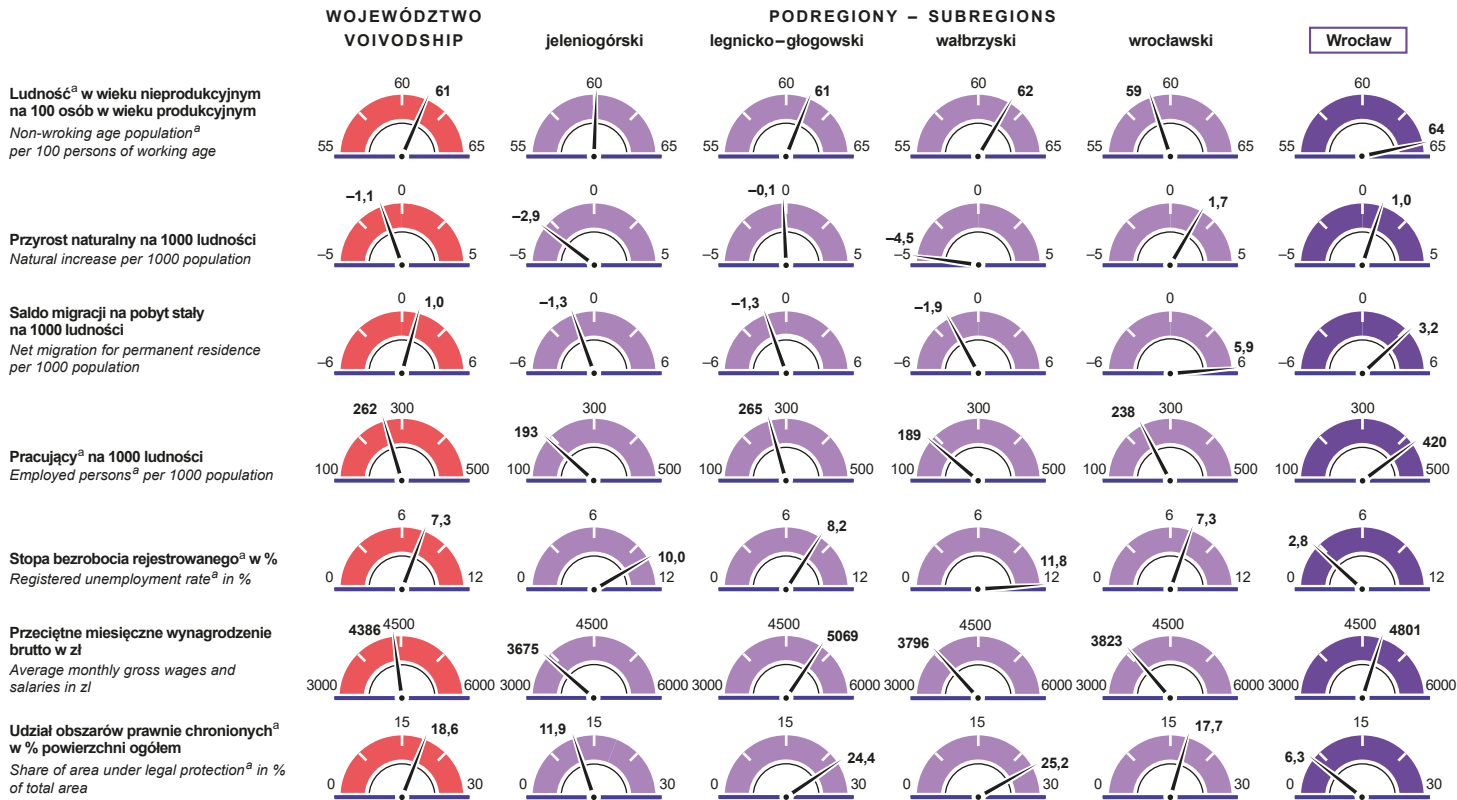 WOJEWÓDZTWO
VOIVODSHIP
PODREGIONY – SUBREGIONS
jeleniogórski
legnicko–głogowski
wałbrzyski
wrocławski
Wrocław
Ludnośćᵃ w wieku nieprodukcyjnym
na 100 osób w wieku produkcyjnym
Non-wroking age populationᵃ
per 100 persons of working age
55 60 65 61
55 60 65
55 60 65 61
55 60 65 62
55 60 65 59
55 60 65 64
Przyrost naturalny na 1000 ludności
Natural increase per 1000 population
–5 0 5 –1,1
–5 0 5 –2,9
–5 0 5 –0,1
–5 0 5 –4,5
–5 0 5 1,7
–5 0 5 1,0
Saldo migracji na pobyt stały
na 1000 ludności
Net migration for permanent residence
per 1000 population
–6 0 6 1,0
–6 0 6 –1,3
–6 0 6 –1,3
–6 0 6 –1,9
–6 0 6 5,9
–6 0 6 3,2
Pracującyᵃ na 1000 ludności
Employed personsᵃ per 1000 population
100 300 500 262
100 300 500 193
100 300 500 265
100 300 500 189
100 300 500 238
100 300 500 420
Stopa bezrobocia rejestrowanegoᵃ w %
Registered unemployment rateᵃ in %
0 6 12 7,3
0 6 12 10,0
0 6 12 8,2
0 6 12 11,8
0 6 12 7,3
0 6 12 2,8
Przeciętne miesięczne wynagrodzenie
brutto w zł
Average monthly gross wages and
salaries in zl
3000 4500 6000 4386
3000 4500 6000 3675
3000 4500 6000 5069
3000 4500 6000 3796
3000 4500 6000 3823
3000 4500 6000 4801
Udział obszarów prawnie chronionychᵃ
w % powierzchni ogółem
Share of area under legal protectionᵃ in %
of total area
0 15 30 18,6
0 15 30 11,9
0 15 30 24,4
0 15 30 25,2
0 15 30 17,7
0 15 30 6,3